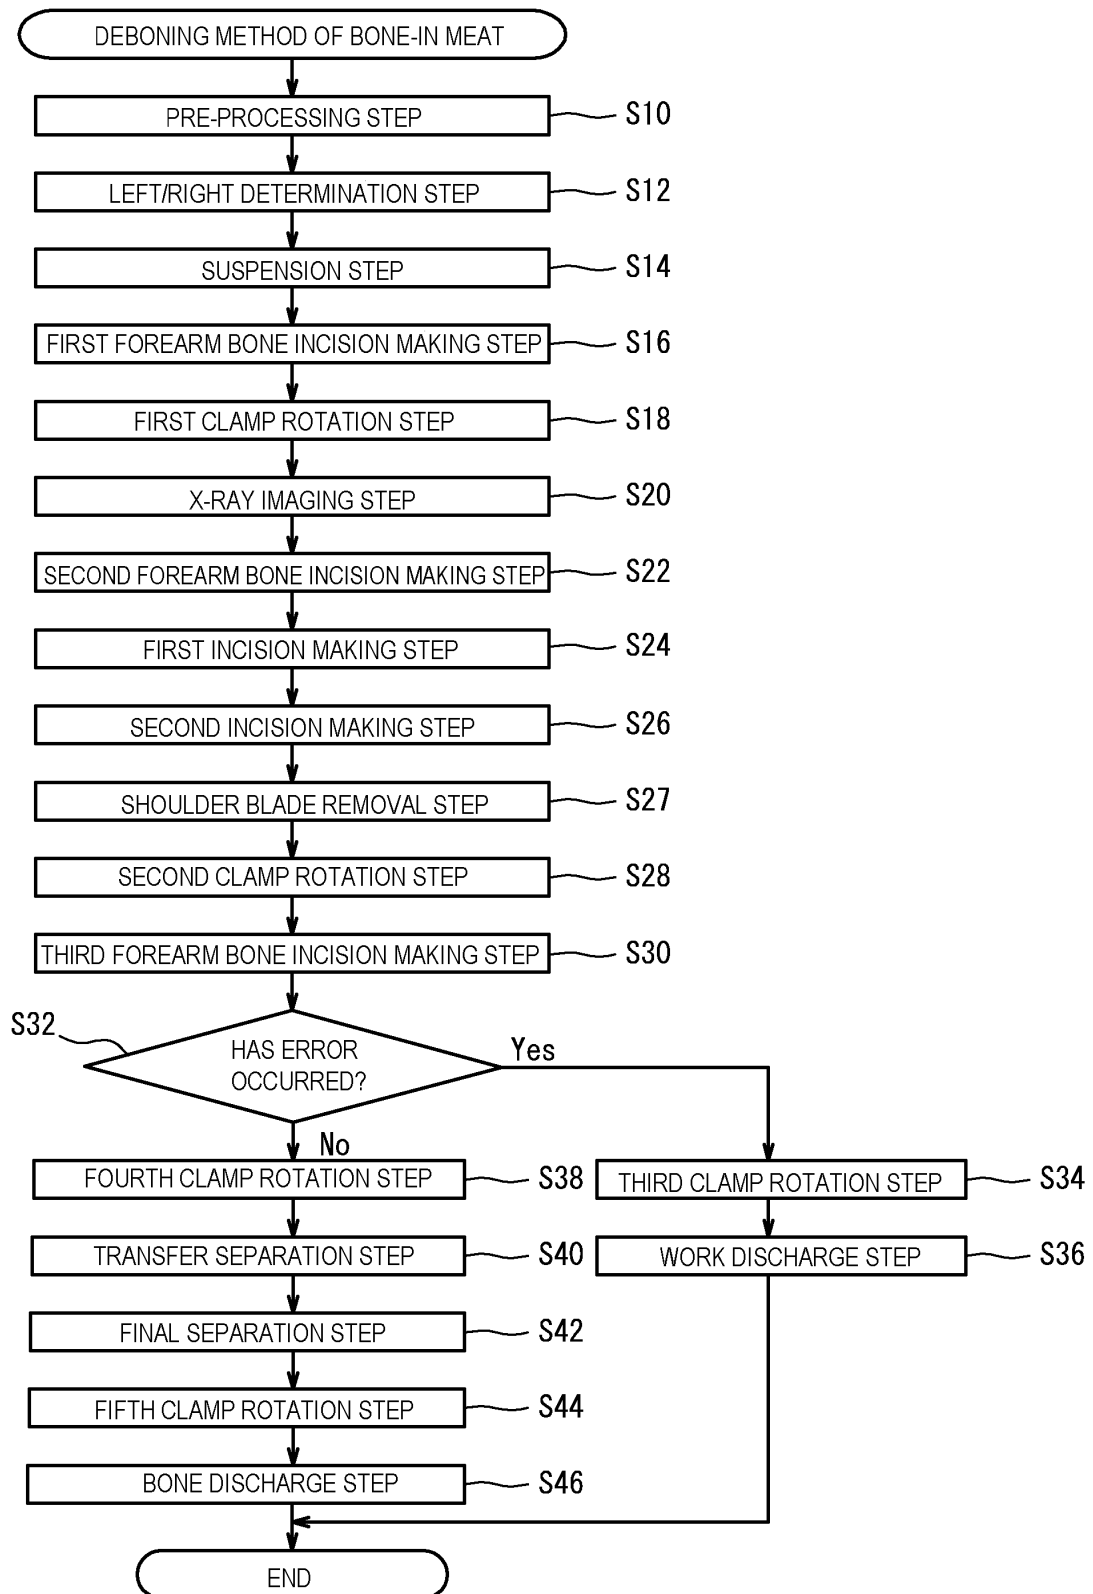 DEBONING METHOD OF BONE-IN MEAT
PRE-PROCESSING STEP S10
LEFT/RIGHT DETERMINATION STEP S12
SUSPENSION STEP S14
FIRST FOREARM BONE INCISION MAKING STEP S16
FIRST CLAMP ROTATION STEP S18
X-RAY IMAGING STEP S20
SECOND FOREARM BONE INCISION MAKING STEP S22
FIRST INCISION MAKING STEP S24
SECOND INCISION MAKING STEP S26
SHOULDER BLADE REMOVAL STEP S27
SECOND CLAMP ROTATION STEP S28
THIRD FOREARM BONE INCISION MAKING STEP S30
S32
HAS ERROR
OCCURRED?
Yes
No
FOURTH CLAMP ROTATION STEP S38
THIRD CLAMP ROTATION STEP S34
TRANSFER SEPARATION STEP S40
WORK DISCHARGE STEP S36
FINAL SEPARATION STEP S42
FIFTH CLAMP ROTATION STEP S44
BONE DISCHARGE STEP S46
END